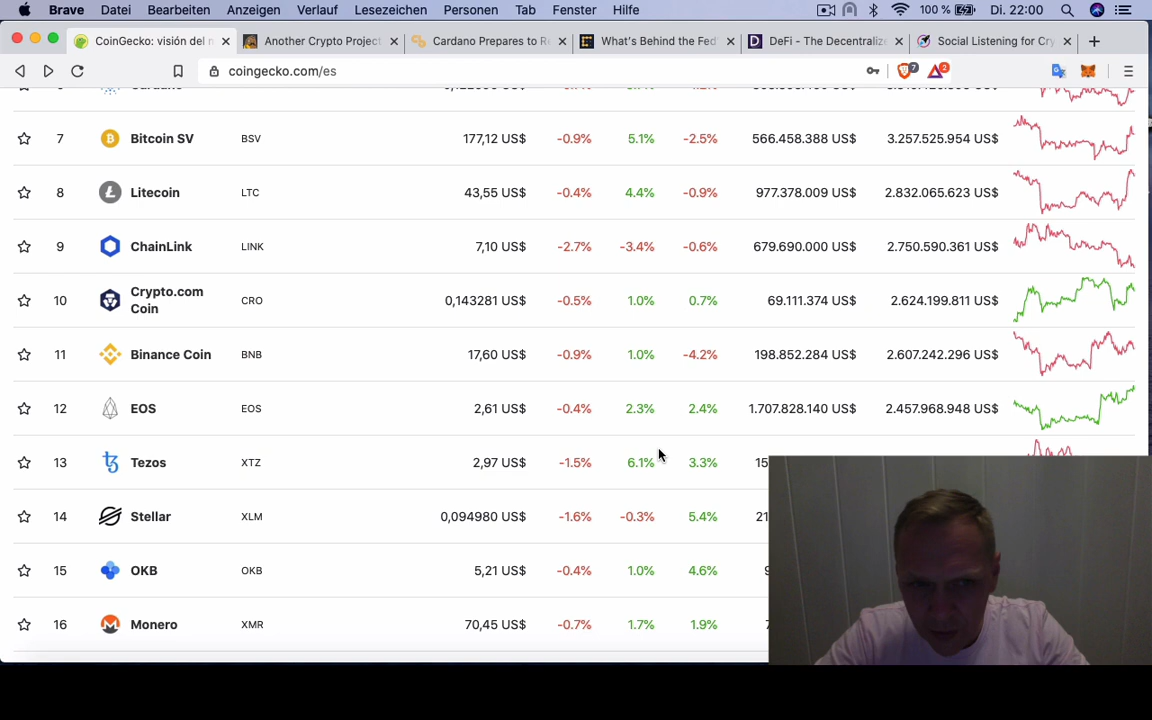 Brave Datei Bearbeiten Anzeigen Verlauf Lesezeichen Personen Tab Fenster Hilfe 100 % Di. 22:00
CoinGecko: visión del n Another Crypto Project Cardano Prepares to Re What's Behind the Fed DeFi - The Decentralize Social Listening for Cry
coingecko.com/es 7 2
7 Bitcoin SV BSV 177,12 US$ -0.9% 5.1% -2.5% 566.458.388 US$ 3.257.525.954 US$
8 Litecoin LTC 43,55 US$ -0.4% 4.4% -0.9% 977.378.009 US$ 2.832.065.623 US$
9 ChainLink LINK 7,10 US$ -2.7% -3.4% -0.6% 679.690.000 US$ 2.750.590.361 US$
10 Crypto.com Coin CRO 0,143281 US$ -0.5% 1.0% 0.7% 69.111.374 US$ 2.624.199.811 US$
11 Binance Coin BNB 17,60 US$ -0.9% 1.0% -4.2% 198.852.284 US$ 2.607.242.296 US$
12 EOS EOS 2,61 US$ -0.4% 2.3% 2.4% 1.707.828.140 US$ 2.457.968.948 US$
13 Tezos XTZ 2,97 US$ -1.5% 6.1% 3.3% 15
14 Stellar XLM 0,094980 US$ -1.6% -0.3% 5.4% 21
15 OKB OKB 5,21 US$ -0.4% 1.0% 4.6% 9
16 Monero XMR 70,45 US$ -0.7% 1.7% 1.9% 7